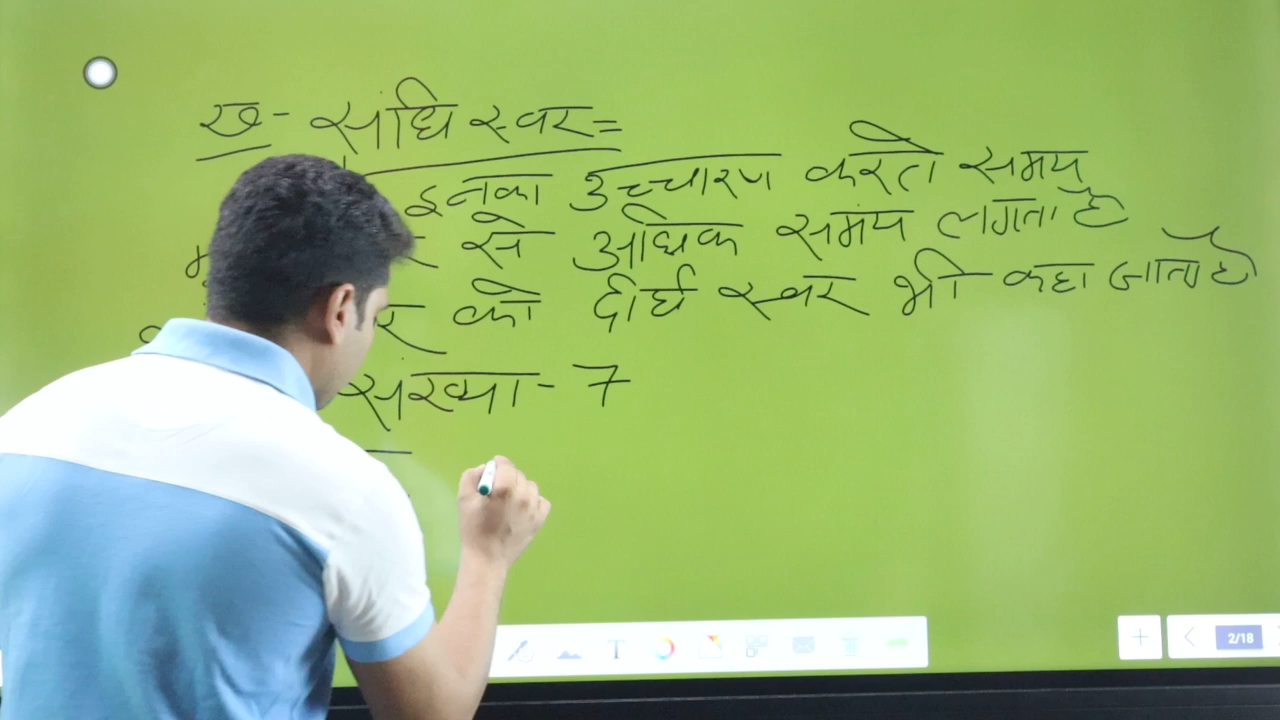 ख- संधि स्वर=
इनका उच्चारण करते समय
से अधिक समय लगता है
को दीर्घ स्वर भी कहा जाता है
संख्या- 7
T
2/18